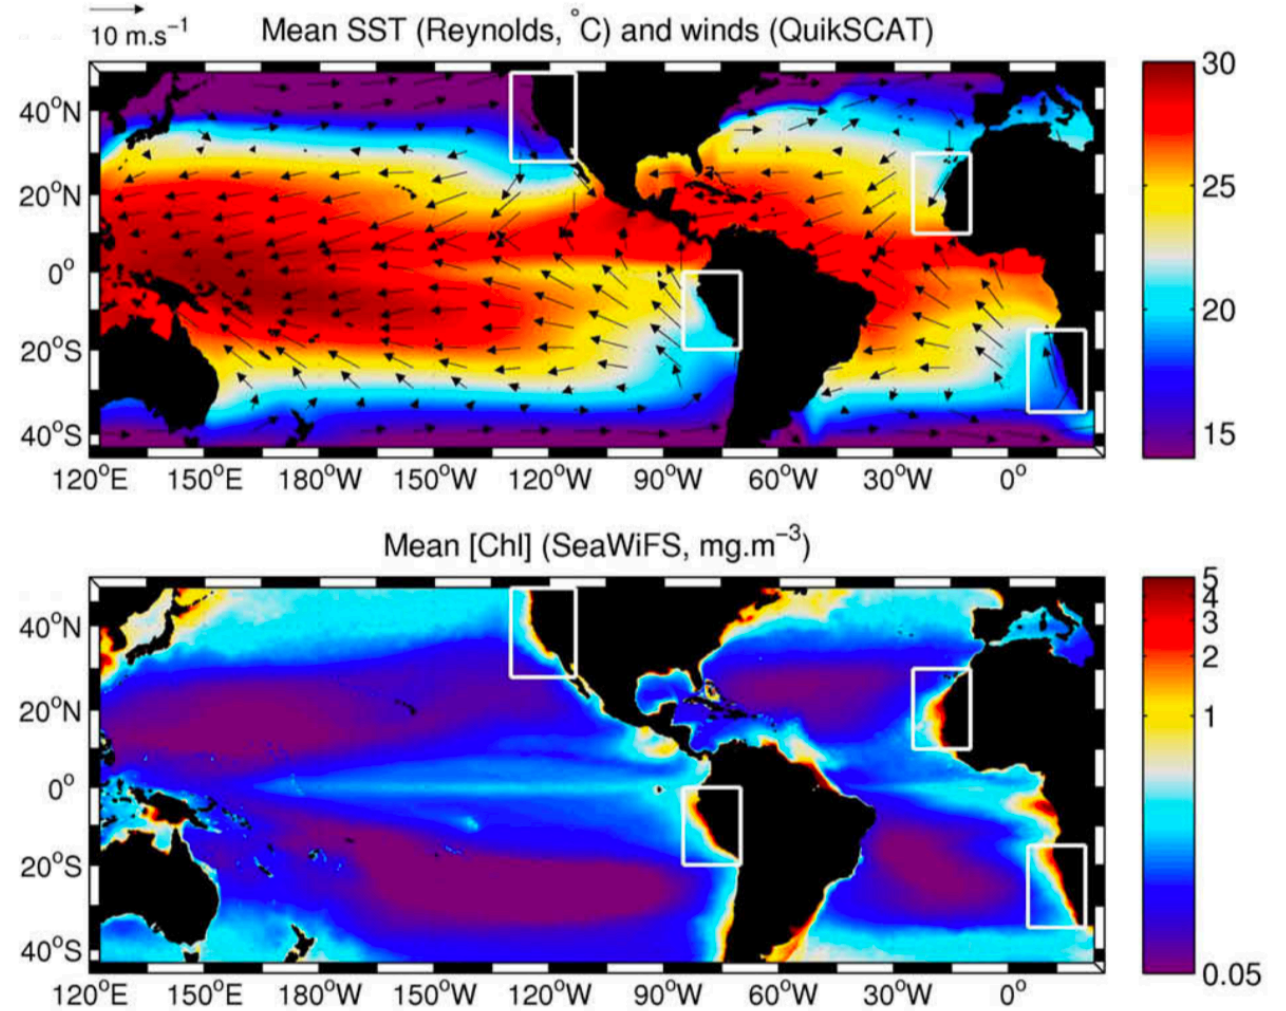 10 m.s⁻¹
Mean SST (Reynolds, °C) and winds (QuikSCAT)
30
40°N
25
20°N
0°
20
20°S
15
40°S
120°E 150°E 180°W 150°W 120°W 90°W 60°W 30°W 0°
Mean [Chl] (SeaWiFS, mg.m⁻³)
5
4
3
40°N
2
20°N
1
0°
20°S
40°S
0.05
120°E 150°E 180°W 150°W 120°W 90°W 60°W 30°W 0°